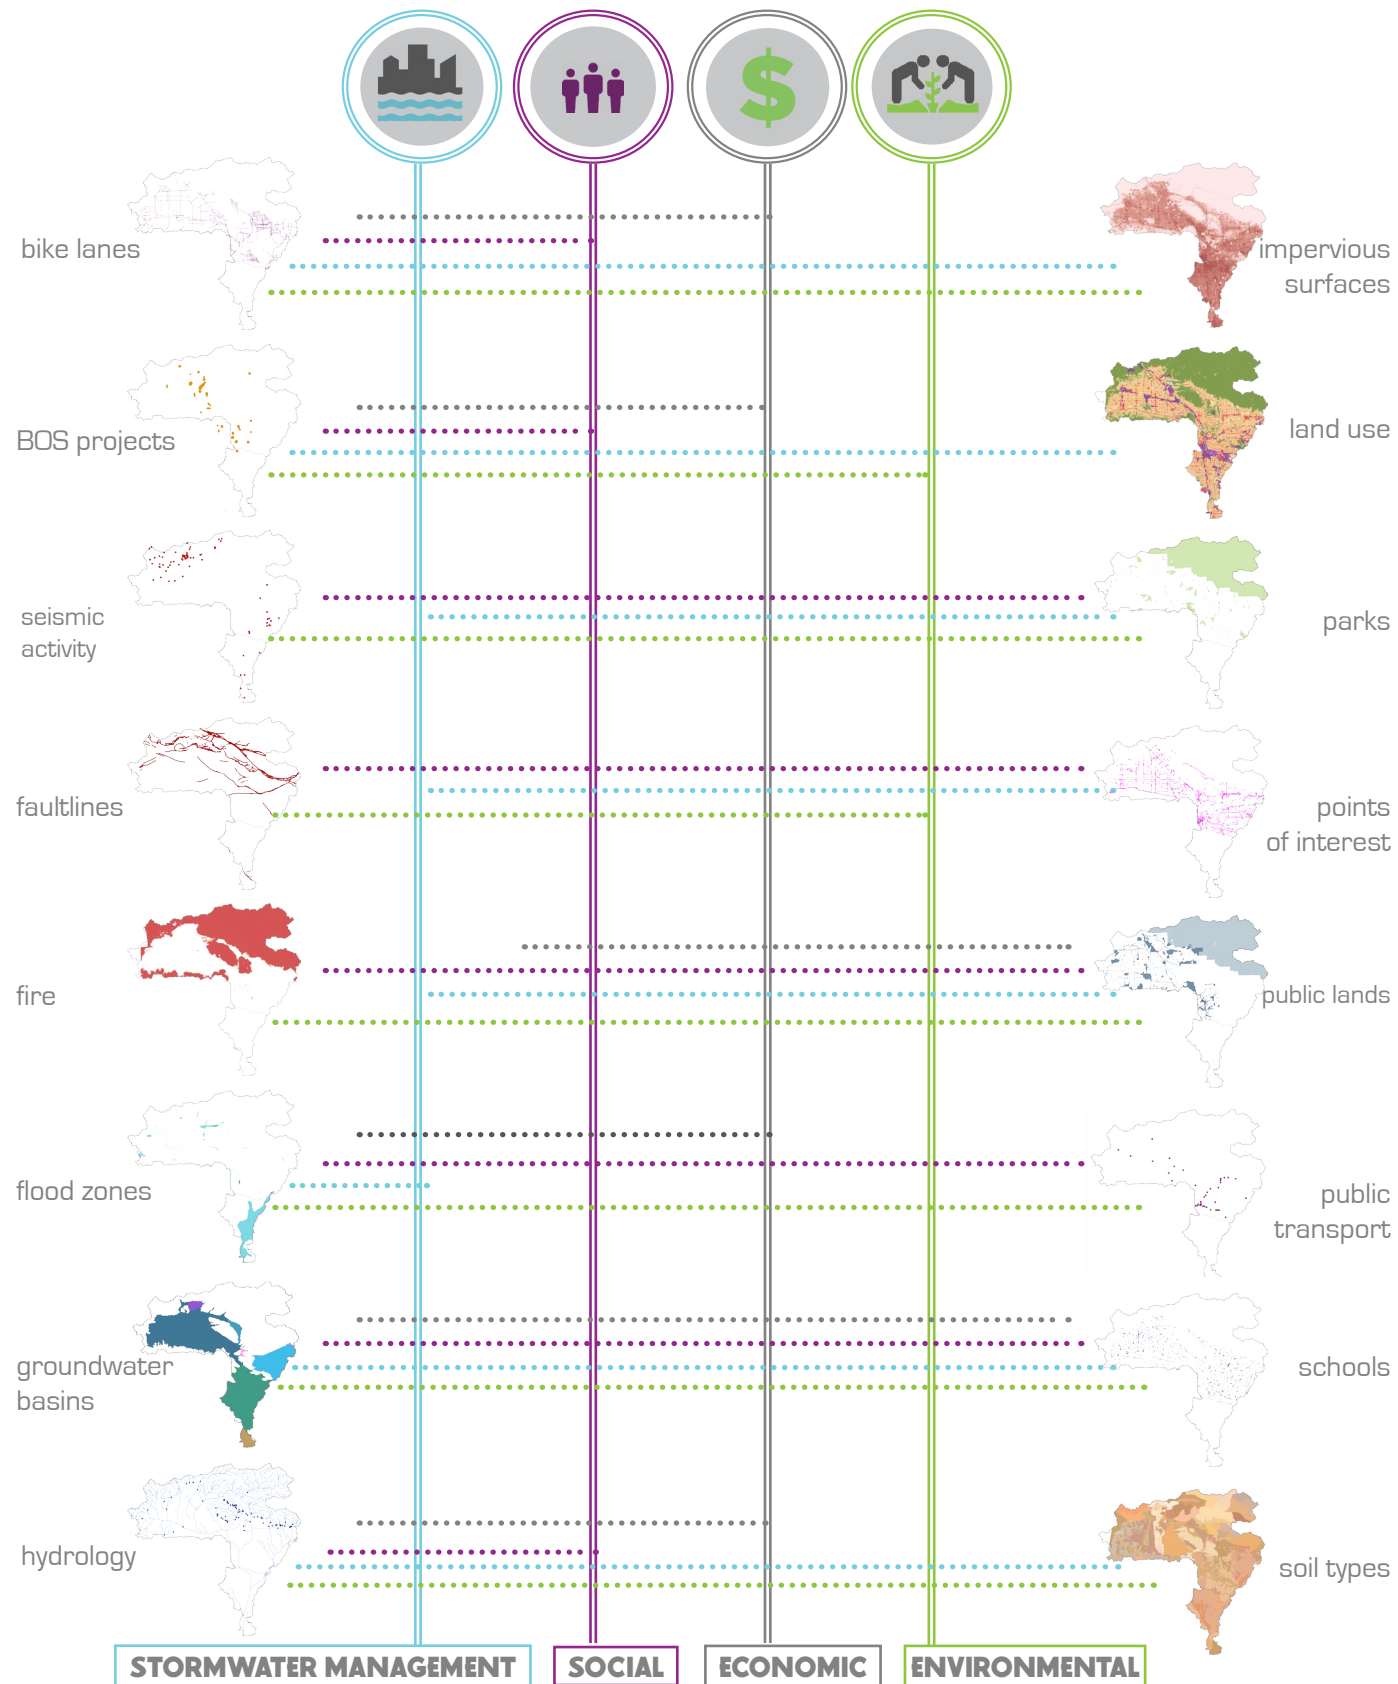 bike lanes
impervious
surfaces
BOS projects
land use
seismic
activity
parks
faultlines
points
of interest
fire
public lands
flood zones
public
transport
groundwater
basins
schools
hydrology
soil types
STORMWATER MANAGEMENT
SOCIAL
ECONOMIC
ENVIRONMENTAL